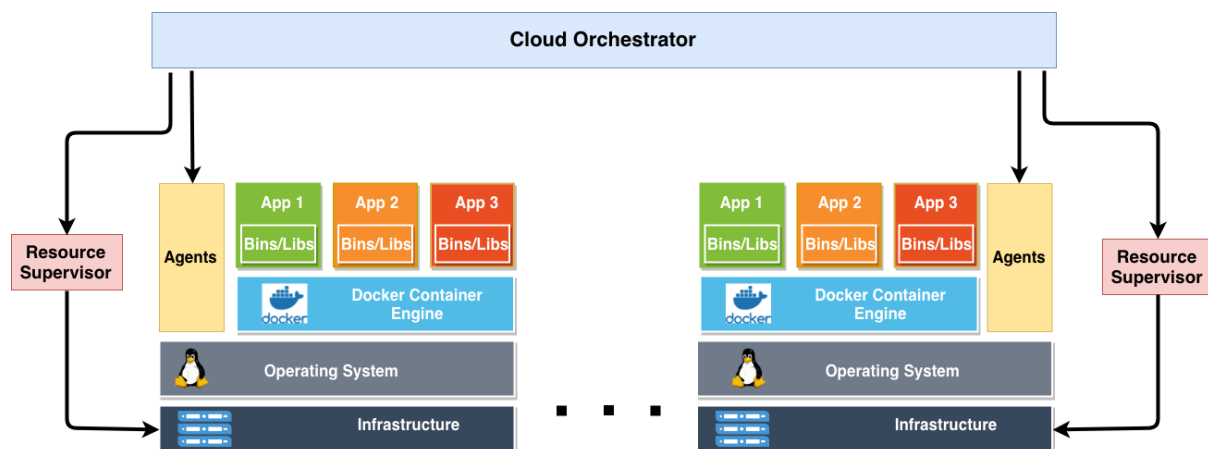 Cloud Orchestrator
App 1
App 2
App 3
App 1
App 2
App 3
Bins/Libs
Bins/Libs
Bins/Libs
Bins/Libs
Bins/Libs
Bins/Libs
Resource
Supervisor
Agents
Agents
Resource
Supervisor
docker
Docker Container
Engine
docker
Docker Container
Engine
Operating System
Operating System
Infrastructure
Infrastructure